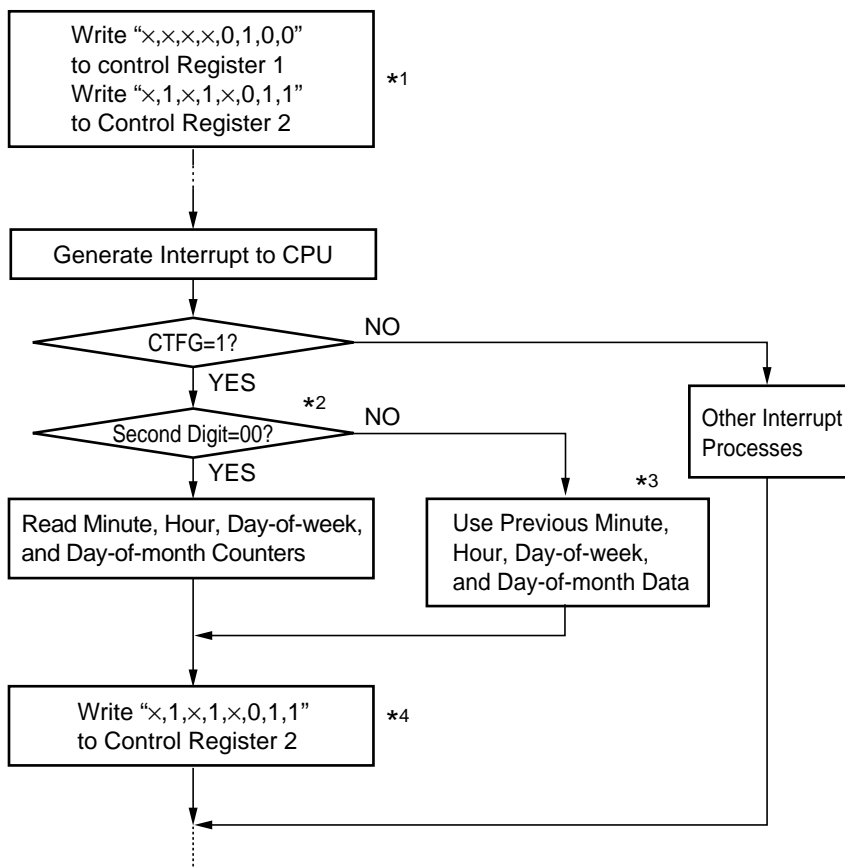 Write “×,×,×,×,0,1,0,0”
to control Register 1
Write “×,1,×,1,×,0,1,1”
to Control Register 2
*1
Generate Interrupt to CPU
CTFG=1?
NO
YES
*2
Second Digit=00?
NO
YES
Other Interrupt
Processes
*3
Read Minute, Hour, Day-of-week,
and Day-of-month Counters
Use Previous Minute,
Hour, Day-of-week,
and Day-of-month Data
Write “×,1,×,1,×,0,1,1”
to Control Register 2
*4